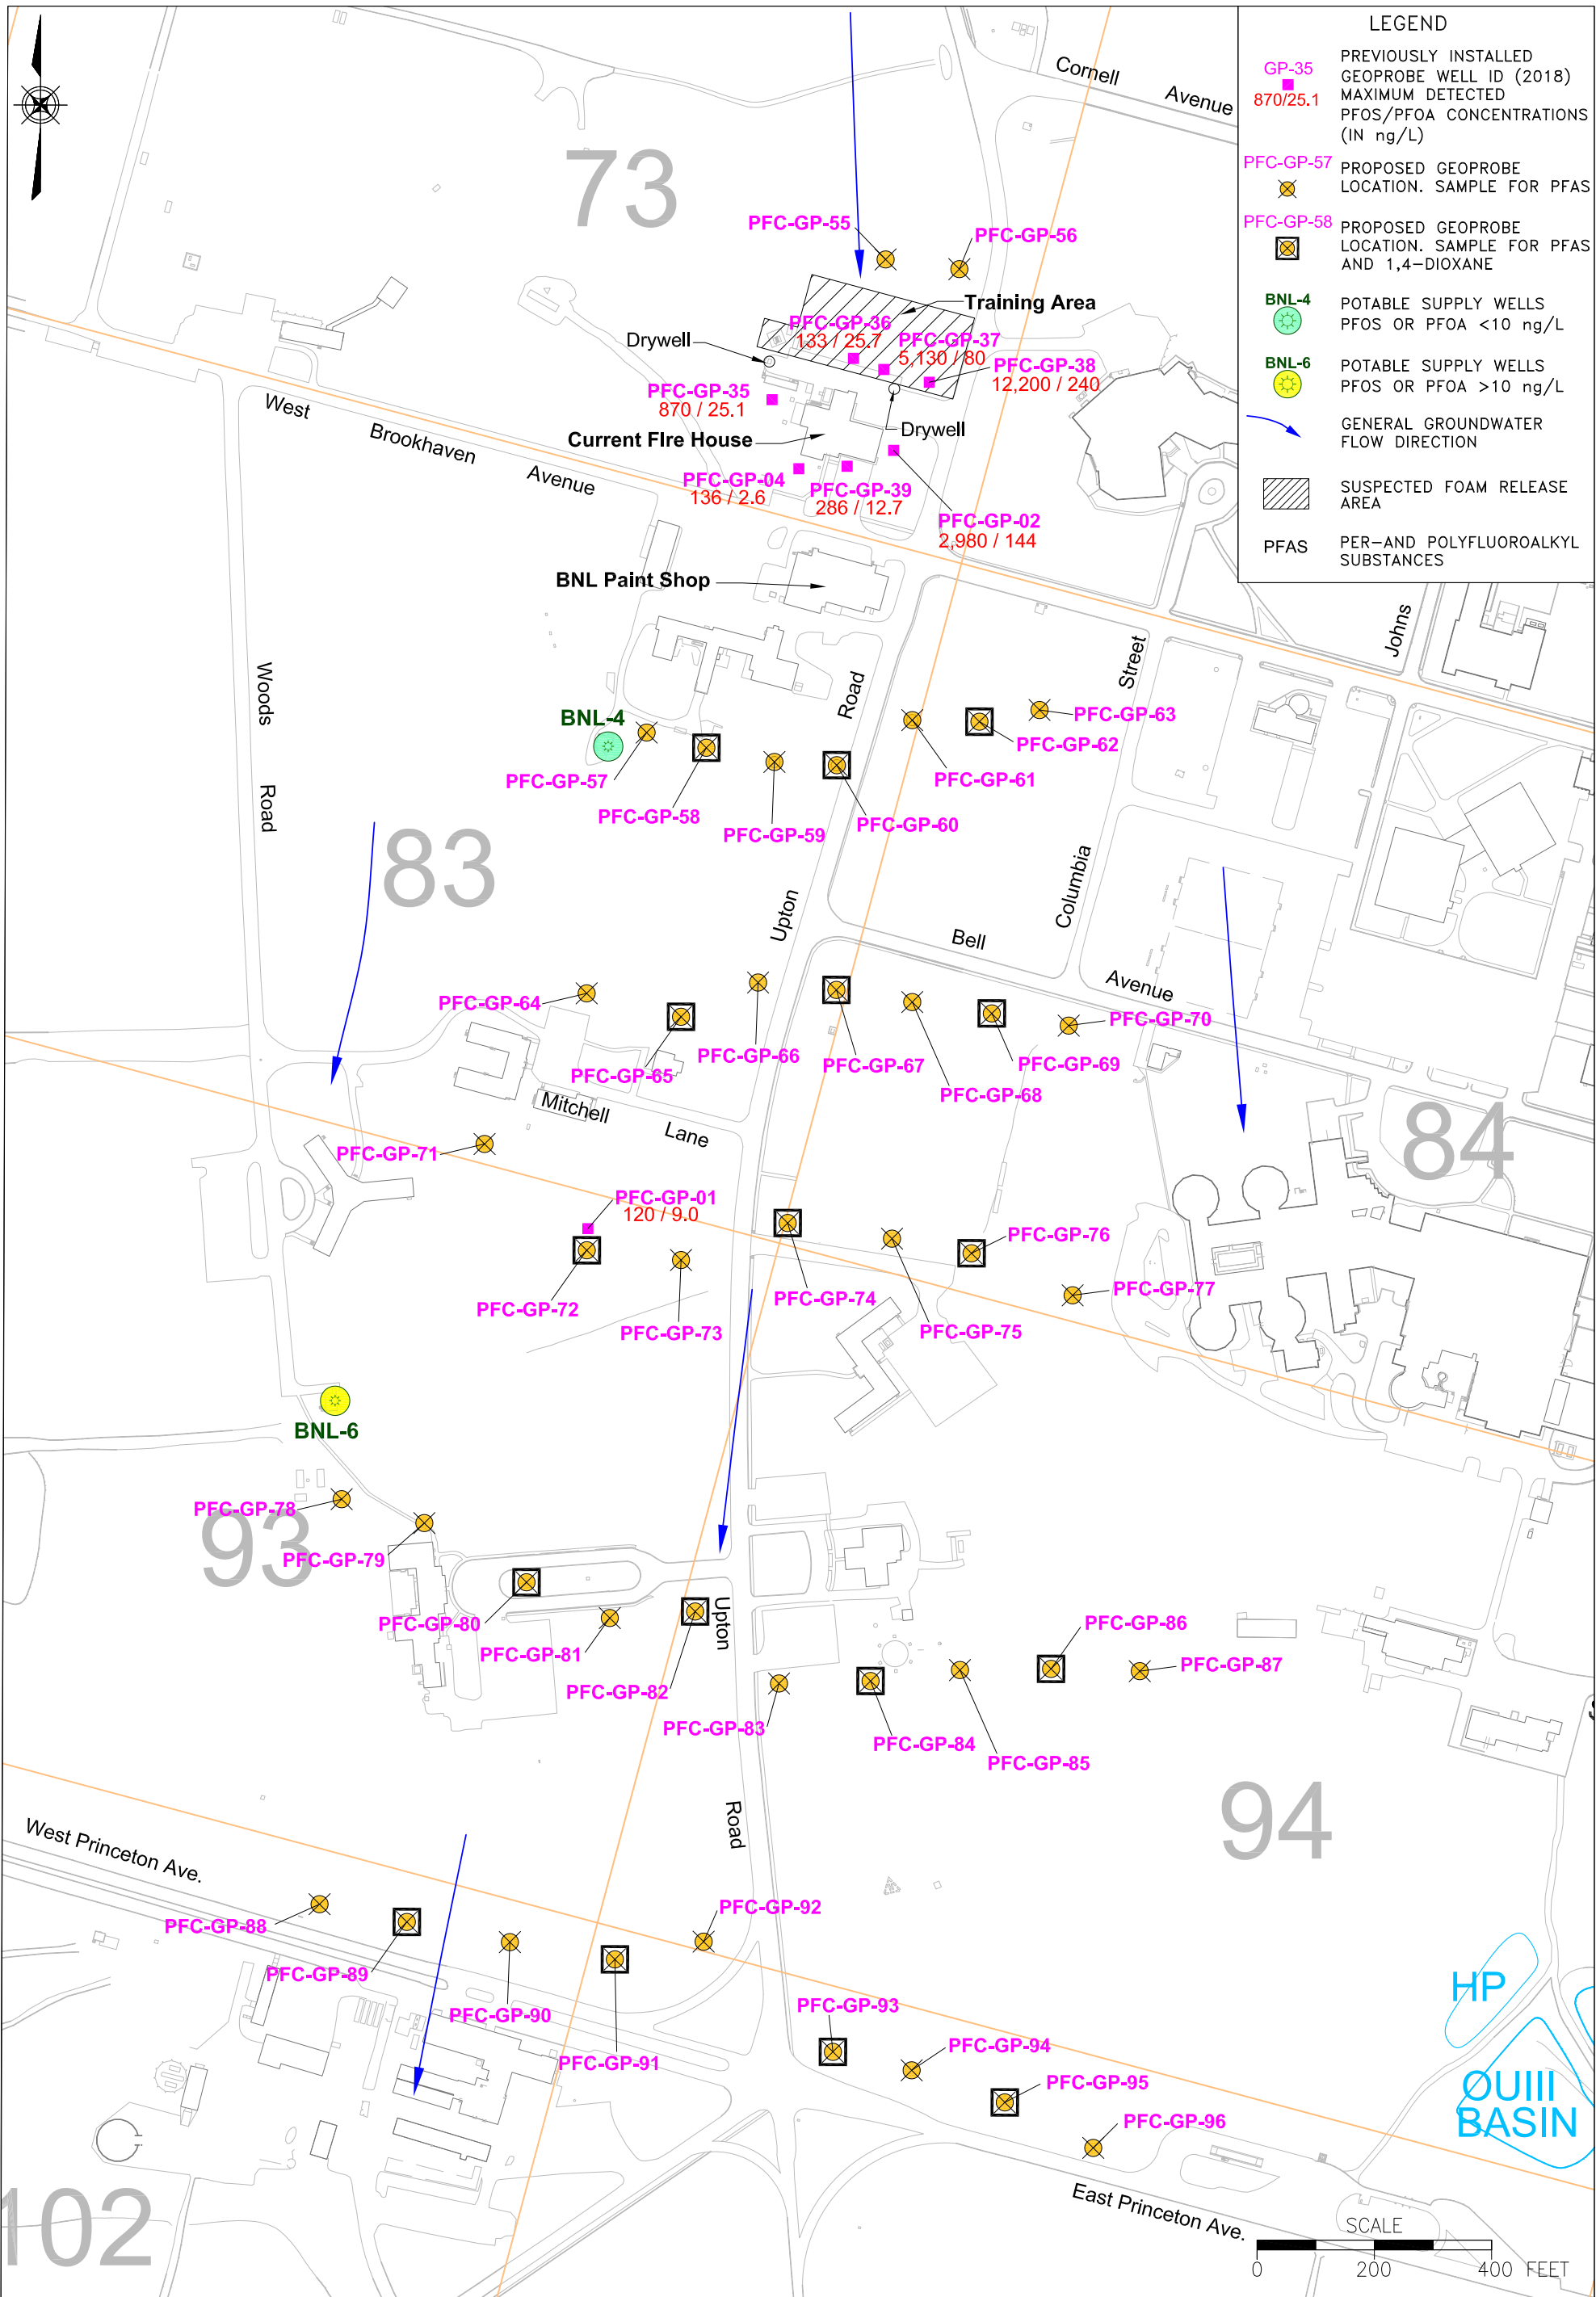 LEGEND
GP-35
870/25.1
PREVIOUSLY INSTALLED
GEOPROBE WELL ID (2018)
MAXIMUM DETECTED
PFOS/PFOA CONCENTRATIONS
(IN ng/L)
PFC-GP-57
PROPOSED GEOPROBE
LOCATION. SAMPLE FOR PFAS
PFC-GP-58
PROPOSED GEOPROBE
LOCATION. SAMPLE FOR PFAS
AND 1,4-DIOXANE
BNL-4
POTABLE SUPPLY WELLS
PFOS OR PFOA <10 ng/L
BNL-6
POTABLE SUPPLY WELLS
PFOS OR PFOA >10 ng/L
GENERAL GROUNDWATER
FLOW DIRECTION
SUSPECTED FOAM RELEASE
AREA
PFAS
PER-AND POLYFLUOROALKYL
SUBSTANCES
Cornell Avenue
73
PFC-GP-55
PFC-GP-56
Training Area
PFC-GP-36
133 / 25.7
Drywell
PFC-GP-37
5,130 / 80
PFC-GP-38
12,200 / 240
PFC-GP-35
870 / 25.1
Drywell
Current FIre House
West Brookhaven Avenue
PFC-GP-04
136 / 2.6
PFC-GP-39
286 / 12.7
PFC-GP-02
2,980 / 144
BNL Paint Shop
Johns
Woods Road
Upton Road
Columbia Street
BNL-4
PFC-GP-57
PFC-GP-58
PFC-GP-59
PFC-GP-60
PFC-GP-61
PFC-GP-62
PFC-GP-63
83
Bell Avenue
PFC-GP-64
PFC-GP-65
PFC-GP-66
PFC-GP-67
PFC-GP-68
PFC-GP-69
PFC-GP-70
Mitchell Lane
84
PFC-GP-71
PFC-GP-01
120 / 9.0
PFC-GP-72
PFC-GP-73
PFC-GP-74
PFC-GP-75
PFC-GP-76
PFC-GP-77
BNL-6
93
PFC-GP-78
PFC-GP-79
PFC-GP-80
PFC-GP-81
PFC-GP-82
Upton Road
PFC-GP-83
PFC-GP-84
PFC-GP-85
PFC-GP-86
PFC-GP-87
94
West Princeton Ave.
PFC-GP-88
PFC-GP-89
PFC-GP-90
PFC-GP-91
PFC-GP-92
PFC-GP-93
PFC-GP-94
PFC-GP-95
PFC-GP-96
HP
OUIII
BASIN
102
East Princeton Ave.
SCALE
0 200 400 FEET